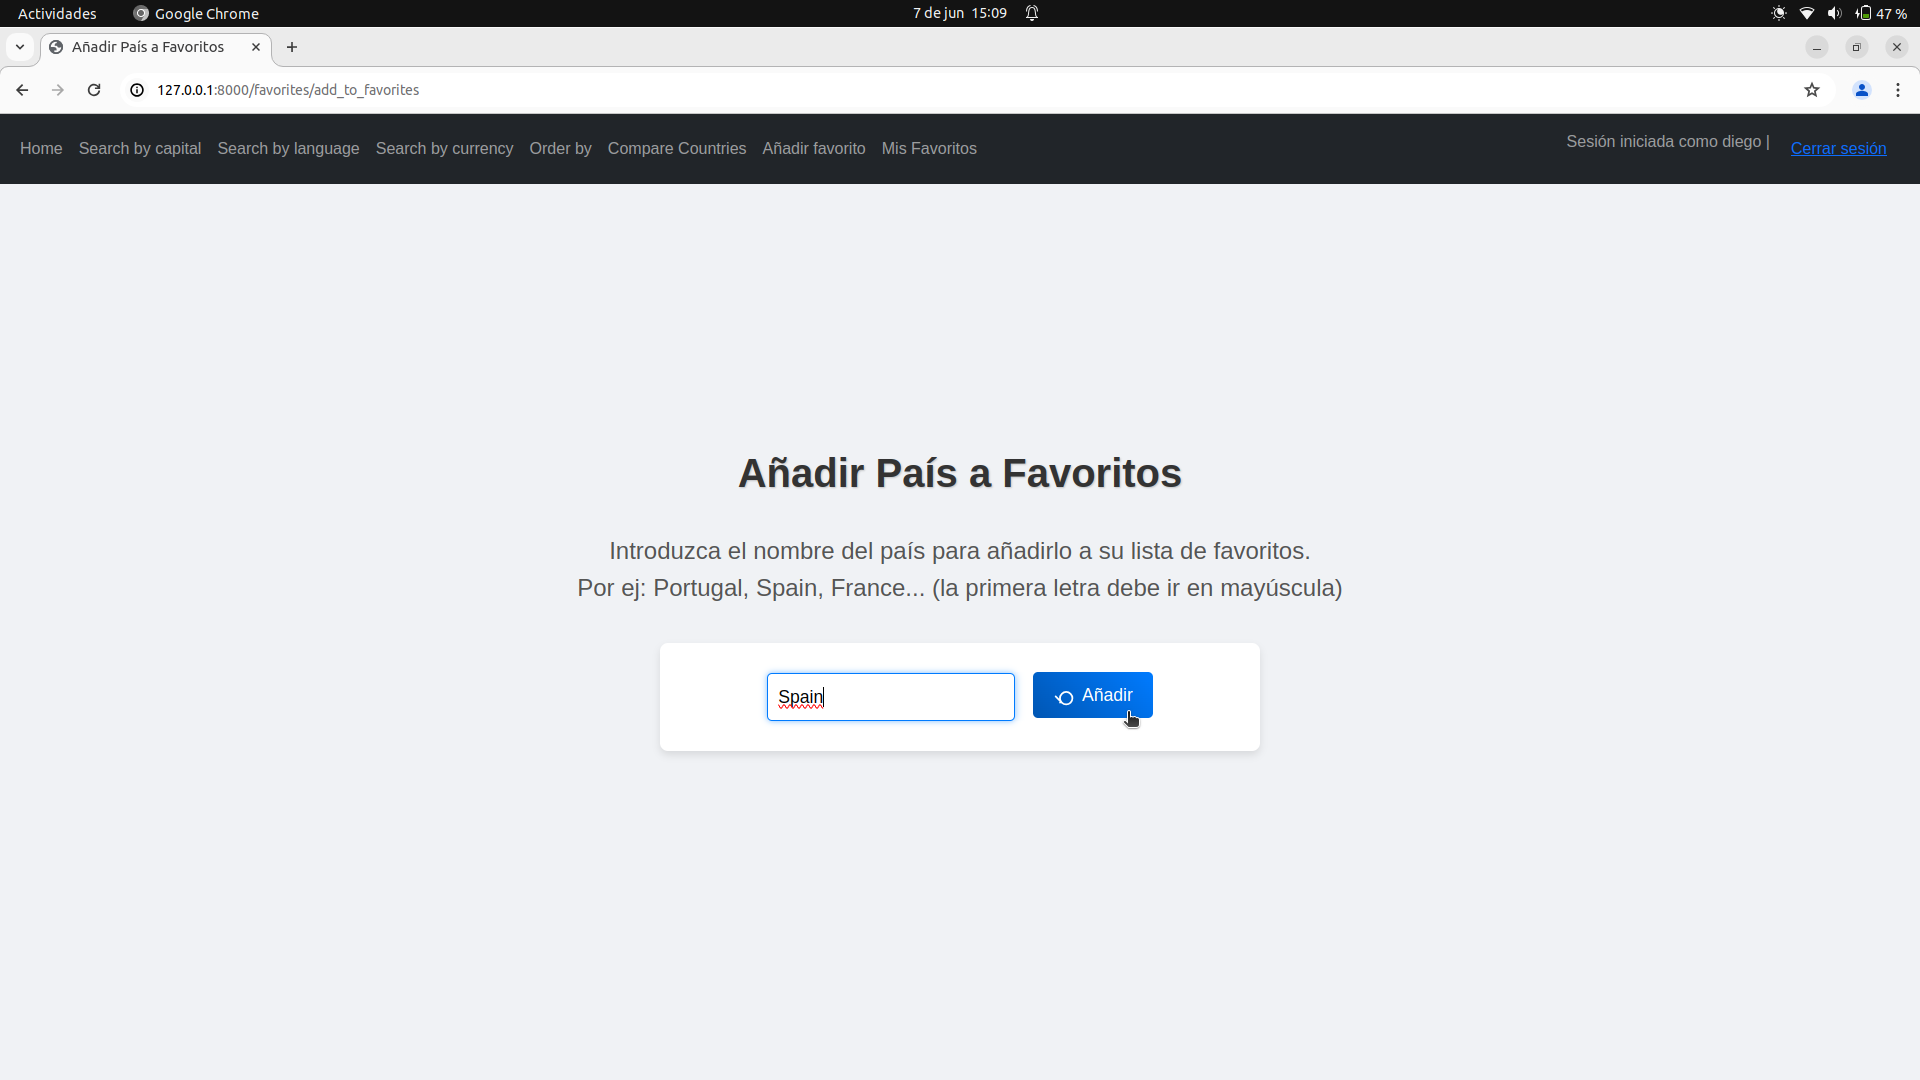 Actividades Google Chrome 7 de jun 15:09 47 %
Añadir País a Favoritos
127.0.0.1:8000/favorites/add_to_favorites
Home Search by capital Search by language Search by currency Order by Compare Countries Añadir favorito Mis Favoritos Sesión iniciada como diego | Cerrar sesión
Añadir País a Favoritos
Introduzca el nombre del país para añadirlo a su lista de favoritos.
Por ej: Portugal, Spain, France... (la primera letra debe ir en mayúscula)
Spain Añadir